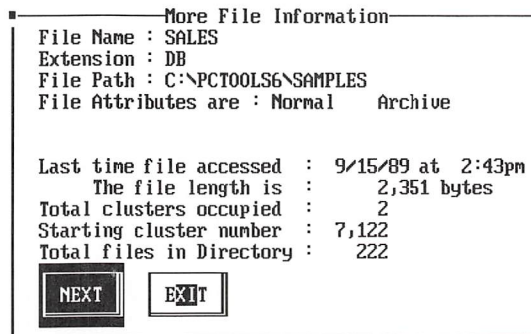 More File Information
File Name : SALES
Extension : DB
File Path : C:\PCTOOLS6\SAMPLES
File Attributes are : Normal Archive
Last time file accessed : 9/15/89 at 2:43pm
The file length is : 2,351 bytes
Total clusters occupied : 2
Starting cluster number : 7,122
Total files in Directory : 222
NEXT EXIT